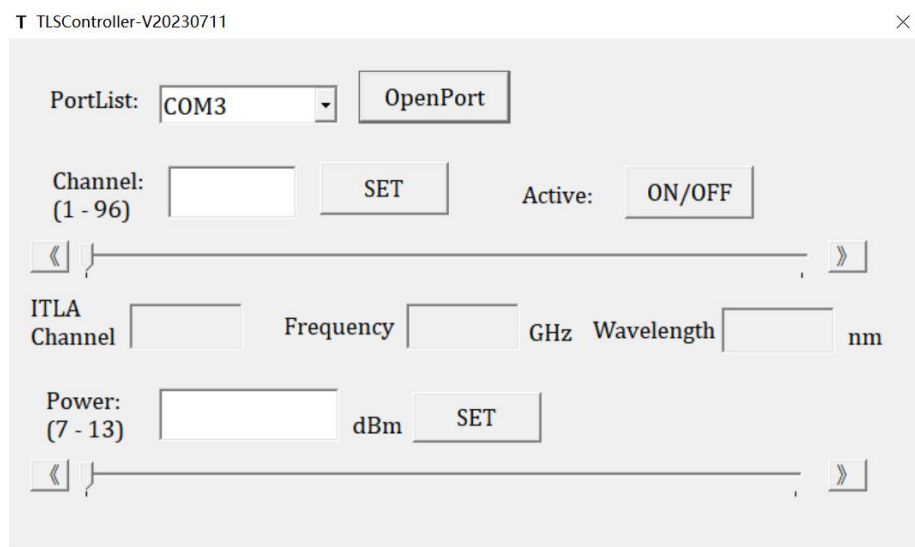 T TLSController-V20230711
PortList: COM3 OpenPort
Channel: SET Active: ON/OFF
(1 - 96)
《 》
ITLA
Channel Frequency GHz Wavelength nm
Power: dBm SET
(7 - 13)
《 》